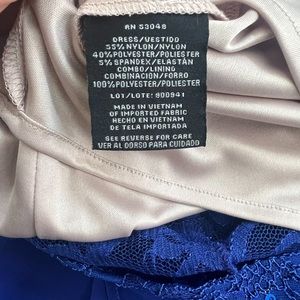 RN 53048
DRESS/VESTIDO
55%NYLON/NYLON
40%POLYESTER/POLIESTER
5%SPANDEX/ELASTÁN
COMBO/LINING
COMBINACIÓN/FORRO
100%POLYESTER/POLIESTER
LOT/LOTE: 900941
MADE IN VIETNAM
OF IMPORTED FABRIC
HECHO EN VIETNAM
DE TELA IMPORTADA
SEE REVERSE FOR CARE
VER AL DORSO PARA CUIDADO